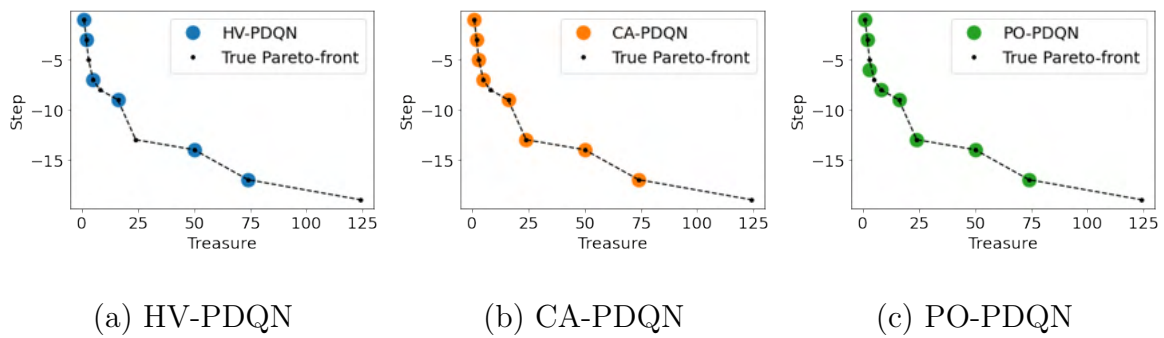 HV-PDQN
True Pareto-front
−5
−10
−15
Step
0 25 50 75 100 125
Treasure
CA-PDQN
True Pareto-front
−5
−10
−15
Step
0 25 50 75 100 125
Treasure
PO-PDQN
True Pareto-front
−5
−10
−15
Step
0 25 50 75 100 125
Treasure
(a) HV-PDQN
(b) CA-PDQN
(c) PO-PDQN